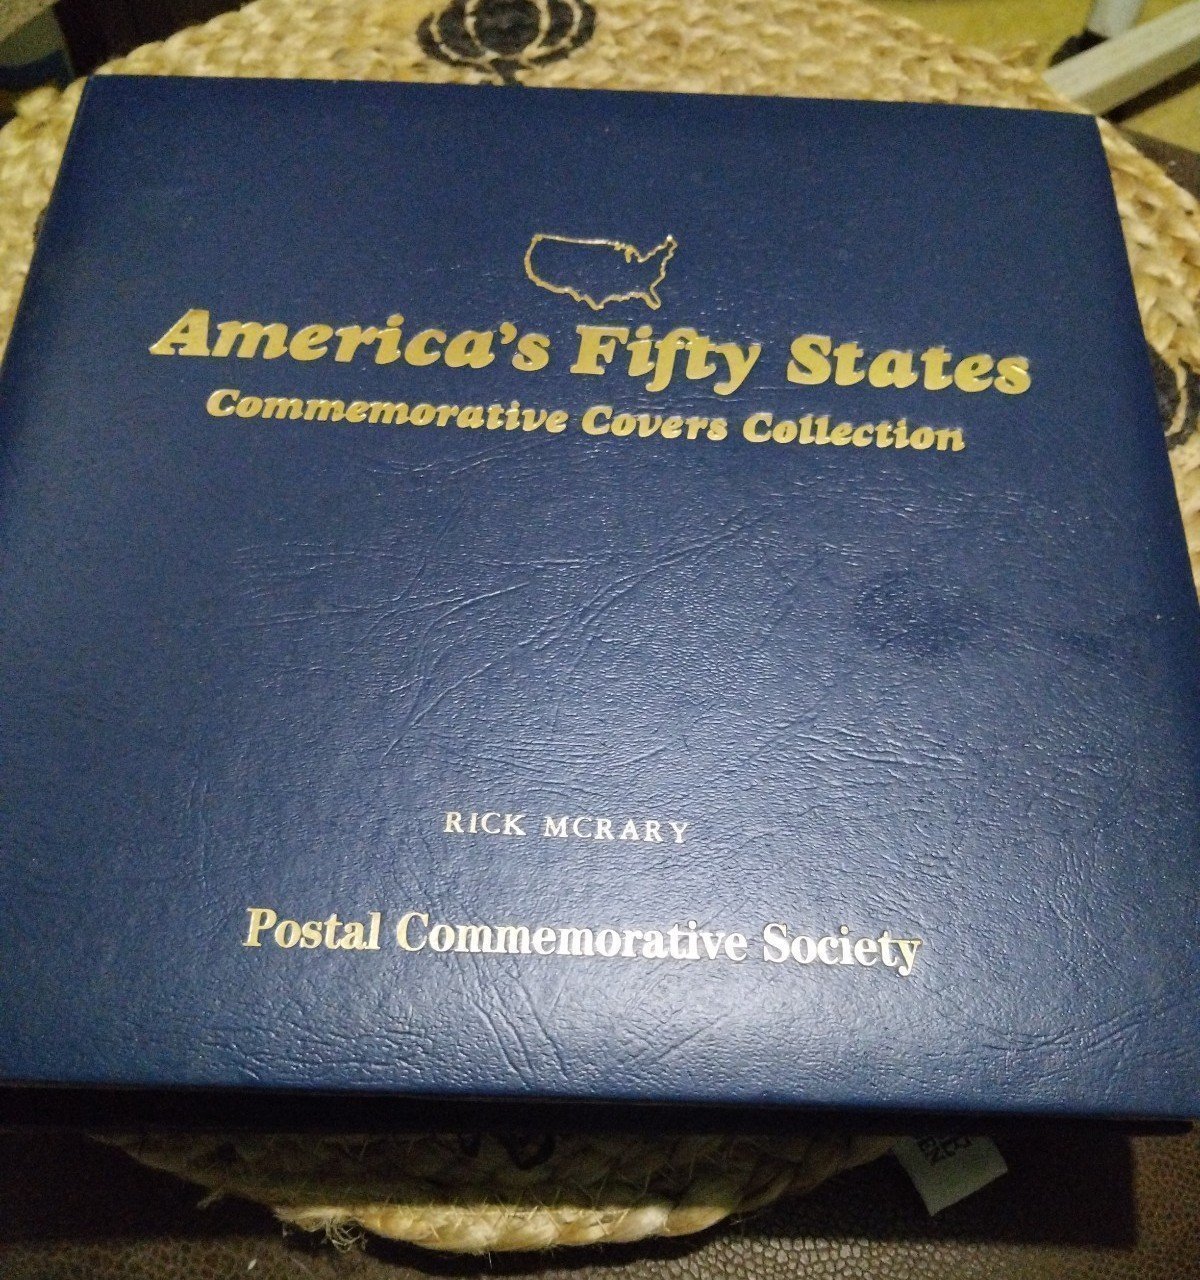 America's Fifty States
Commemorative Covers Collection
RICK MCRARY
Postal Commemorative Society